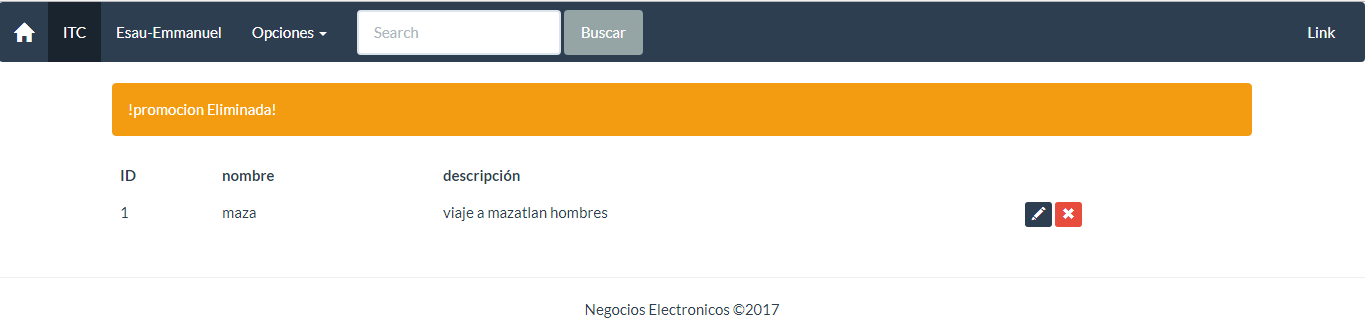 ITC Esau-Emmanuel Opciones Search Buscar Link
!promocion Eliminada!
ID nombre descripción
1 maza viaje a mazatlan hombres
Negocios Electronicos ©2017